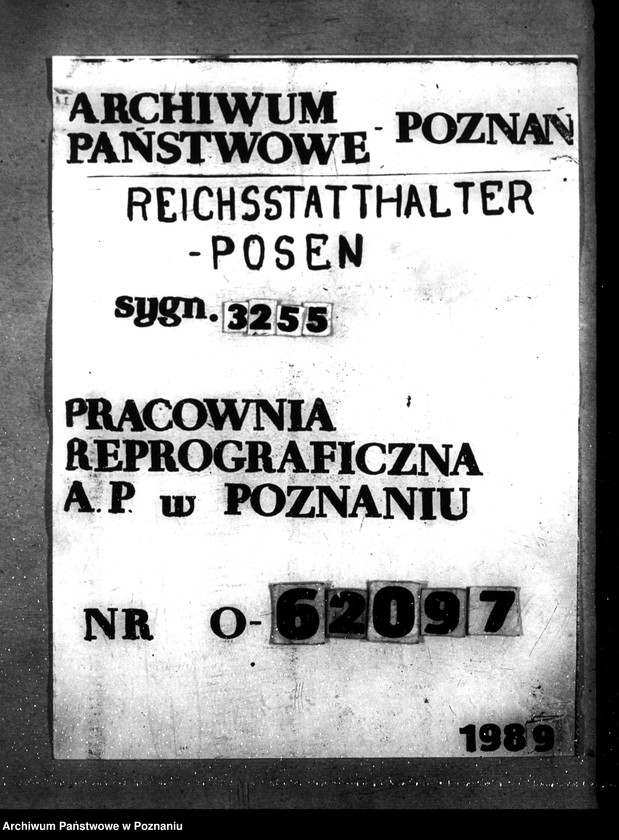 ARCHIWUM
PAŃSTWOWE - POZNAŃ
REICHSSTATTHALTER
-POSEN
sygn. 3255
PRACOWNIA
REPROGRAFICZNA
A.P. w POZNANIU
NR O-62097
1989
Archiwum Państwowe w Poznaniu